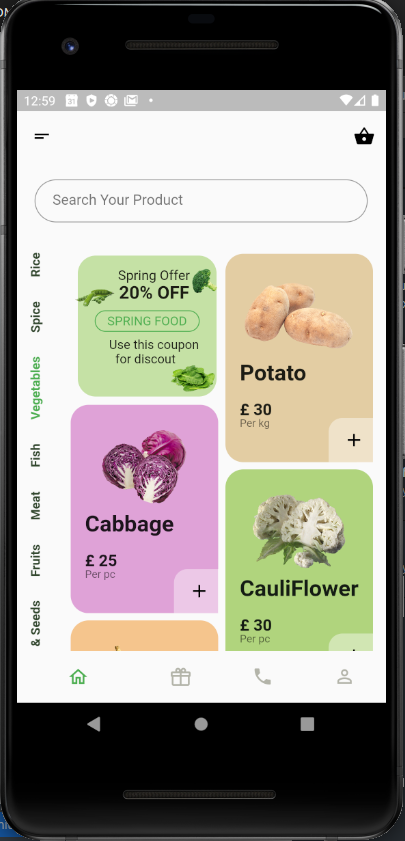 12:59
Search Your Product
Rice
Spice
Vegetables
Fish
Meat
Fruits
& Seeds
Spring Offer
20% OFF
SPRING FOOD
Use this coupon
for discout
Potato
£ 30
Per kg
+
Cabbage
£ 25
Per pc
+
CauliFlower
£ 30
Per pc